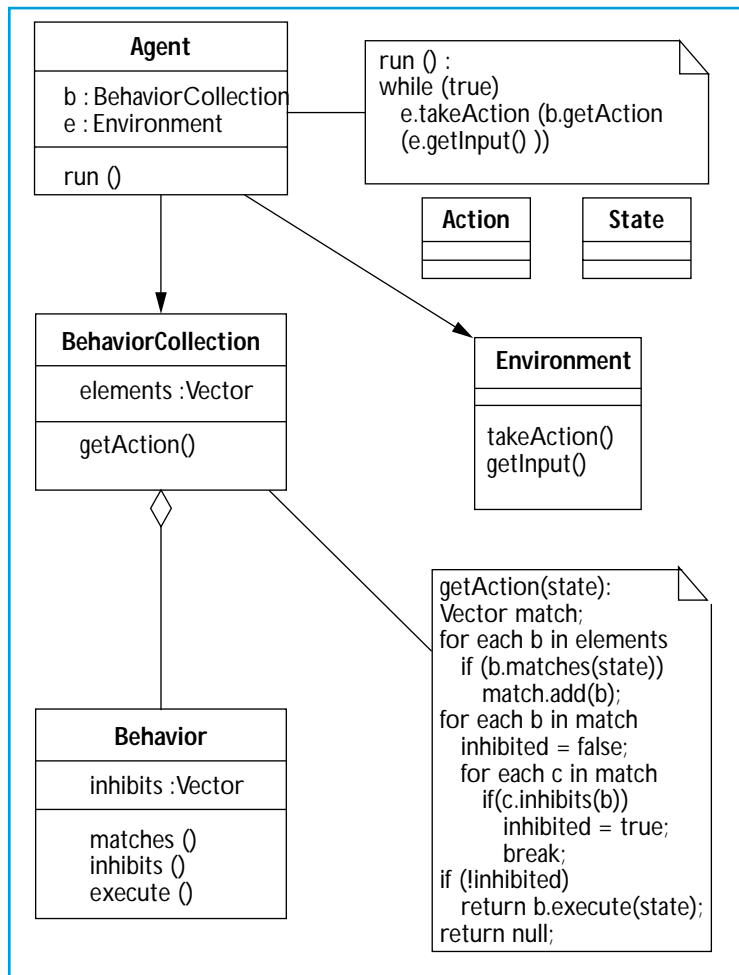 Agent
b : BehaviorCollection
e : Environment
run ()
run () :
while (true)
e.takeAction (b.getAction
(e.getInput() ))
Action
State
BehaviorCollection
elements :Vector
getAction()
Environment
takeAction()
getInput()
Behavior
inhibits :Vector
matches ()
inhibits ()
execute ()
getAction(state):
Vector match;
for each b in elements
if (b.matches(state))
match.add(b);
for each b in match
inhibited = false;
for each c in match
if(c.inhibits(b))
inhibited = true;
break;
if (!inhibited)
return b.execute(state);
return null;